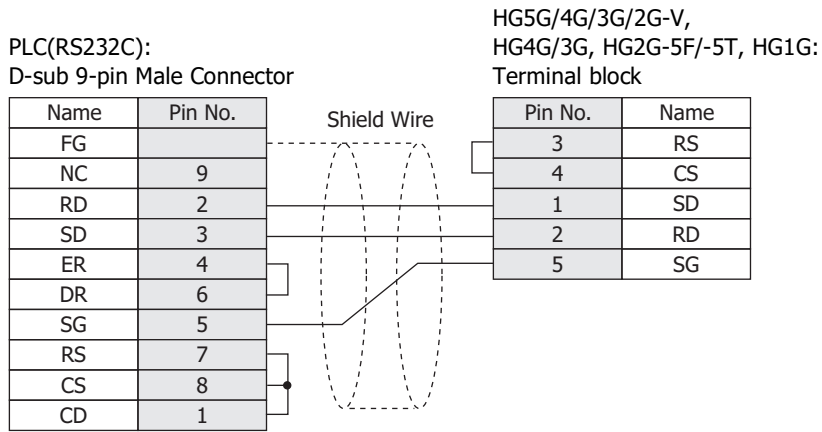 PLC(RS232C):
D-sub 9-pin Male Connector
HG5G/4G/3G/2G-V,
HG4G/3G, HG2G-5F/-5T, HG1G:
Terminal block
Name Pin No.
FG
NC 9
RD 2
SD 3
ER 4
DR 6
SG 5
RS 7
CS 8
CD 1
Shield Wire
Pin No. Name
3 RS
4 CS
1 SD
2 RD
5 SG